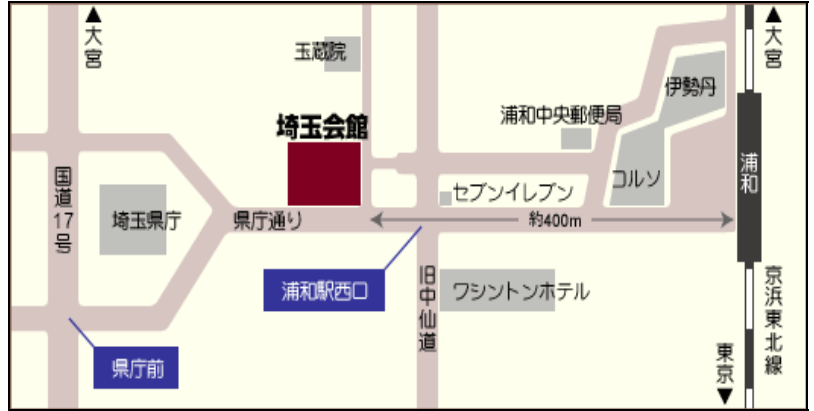 ▲大宮
▲大宮
玉蔵院
伊勢丹
浦和中央郵便局
埼玉会館
浦和
国道17号
埼玉県庁
県庁通り
セブンイレブン
コルソ
約400m
浦和駅西口
旧中仙道
ワシントンホテル
京浜東北線
県庁前
東京▼